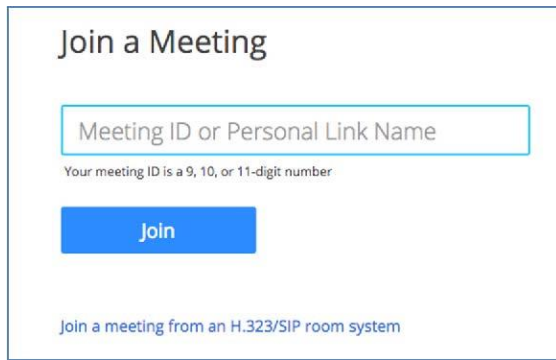 Join a Meeting
Meeting ID or Personal Link Name
Your meeting ID is a 9, 10, or 11-digit number
Join
Join a meeting from an H.323/SIP room system